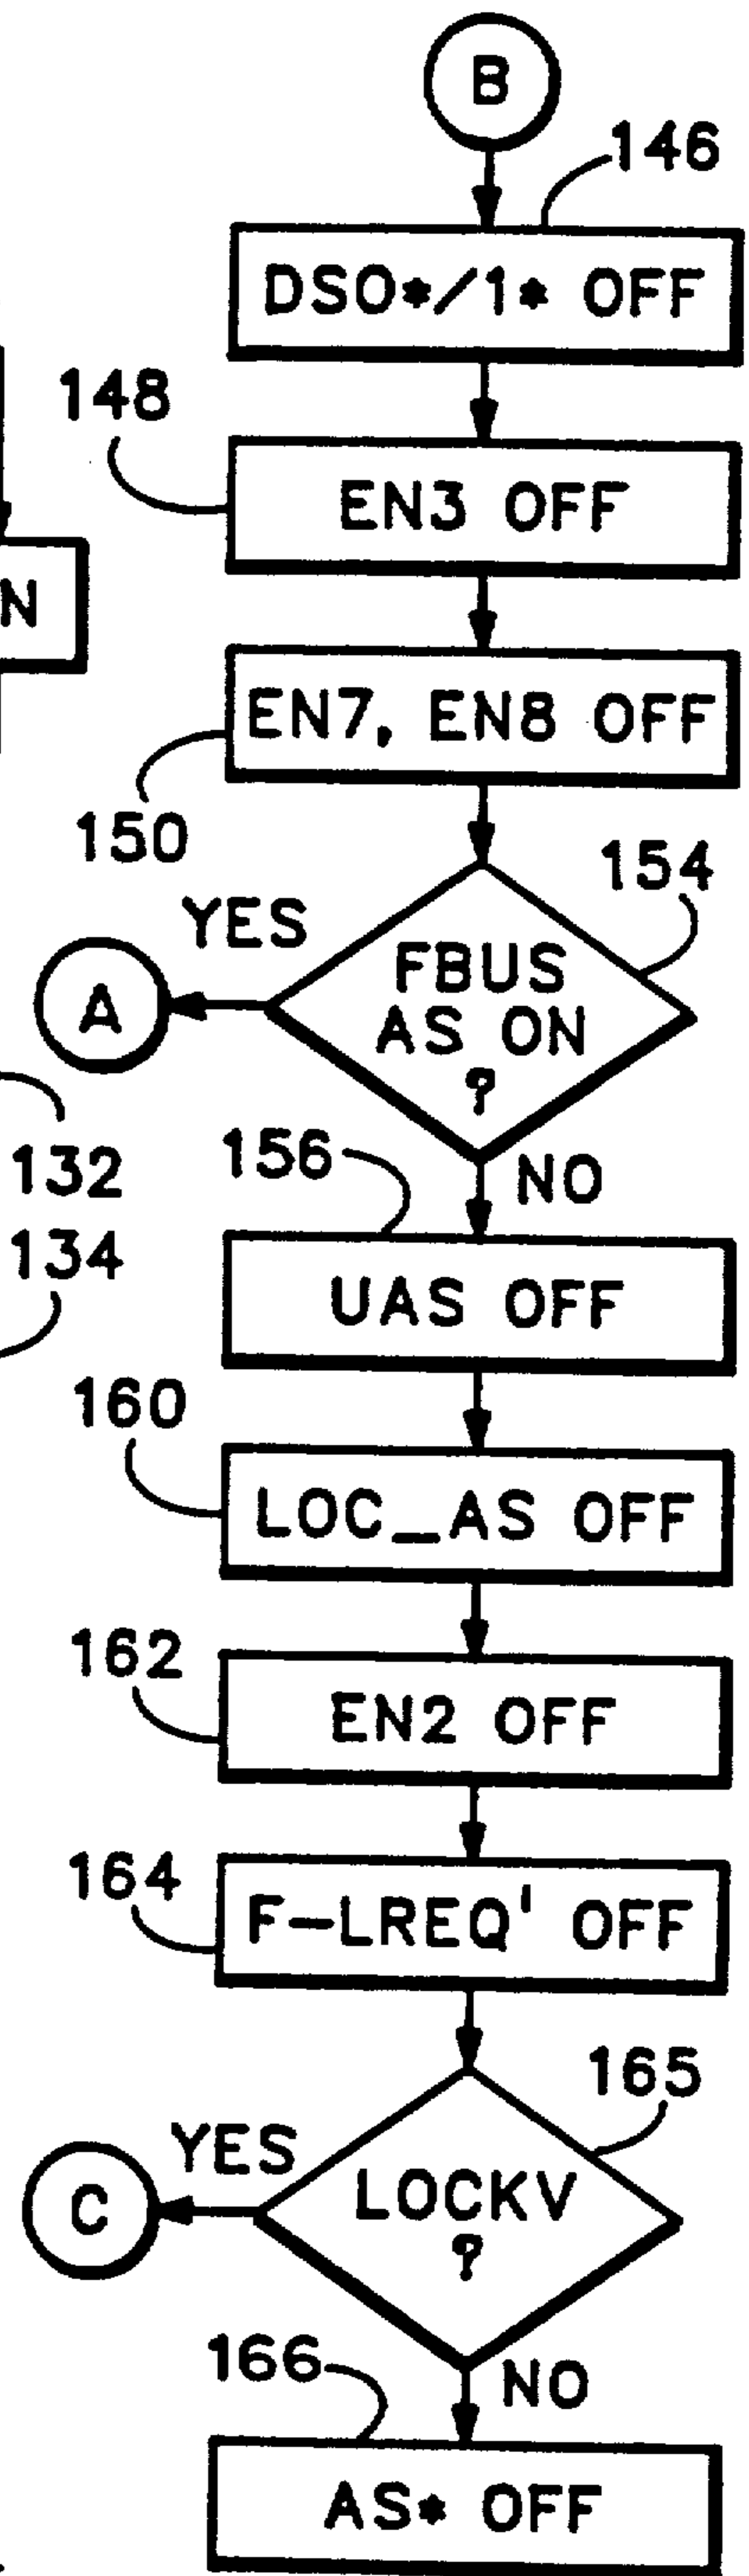 B
146
DS0*/1* OFF
148
EN3 OFF
N
EN7, EN8 OFF
150
154
YES
FBUS
AS ON
?
A
132
156
NO
134
UAS OFF
160
LOC_AS OFF
162
EN2 OFF
164
F-LREQ' OFF
165
YES
LOCKV
?
C
166
NO
AS* OFF